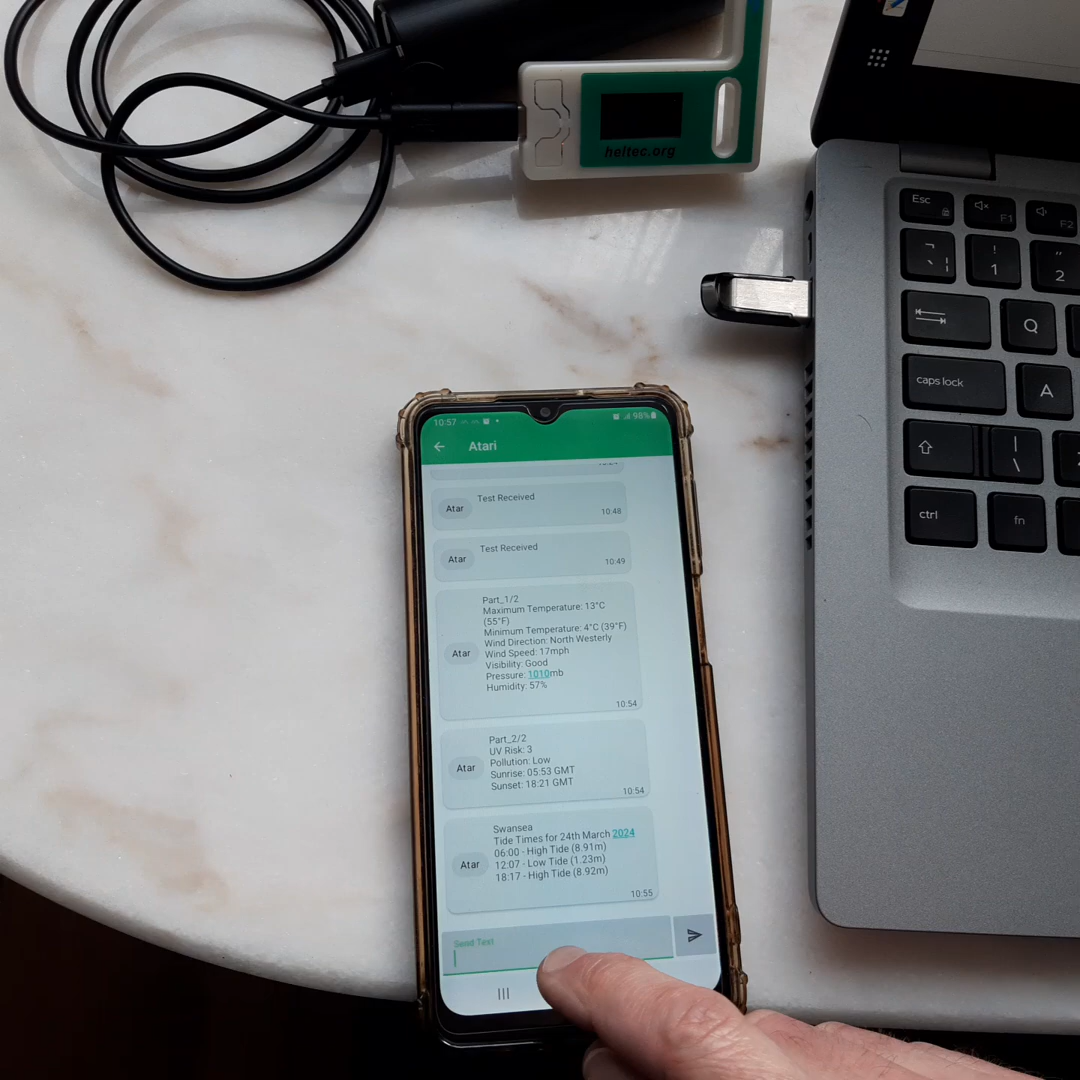 heltec.org
Esc
F1
F2
!
1
"
2
Q
caps lock
A
|
\
ctrl
fn
10:57
98%
Atari
Atar
Test Received
10:48
Atar
Test Received
10:49
Atar
Part_1/2
Maximum Temperature: 13°C
(55°F)
Minimum Temperature: 4°C (39°F)
Wind Direction: North Westerly
Wind Speed: 17mph
Visibility: Good
Pressure: 1010mb
Humidity: 57%
10:54
Atar
Part_2/2
UV Risk: 3
Pollution: Low
Sunrise: 05:53 GMT
Sunset: 18:21 GMT
10:54
Atar
Swansea
Tide Times for 24th March 2024
06:00 - High Tide (8.91m)
12:07 - Low Tide (1.23m)
18:17 - High Tide (8.92m)
10:55
Send Text